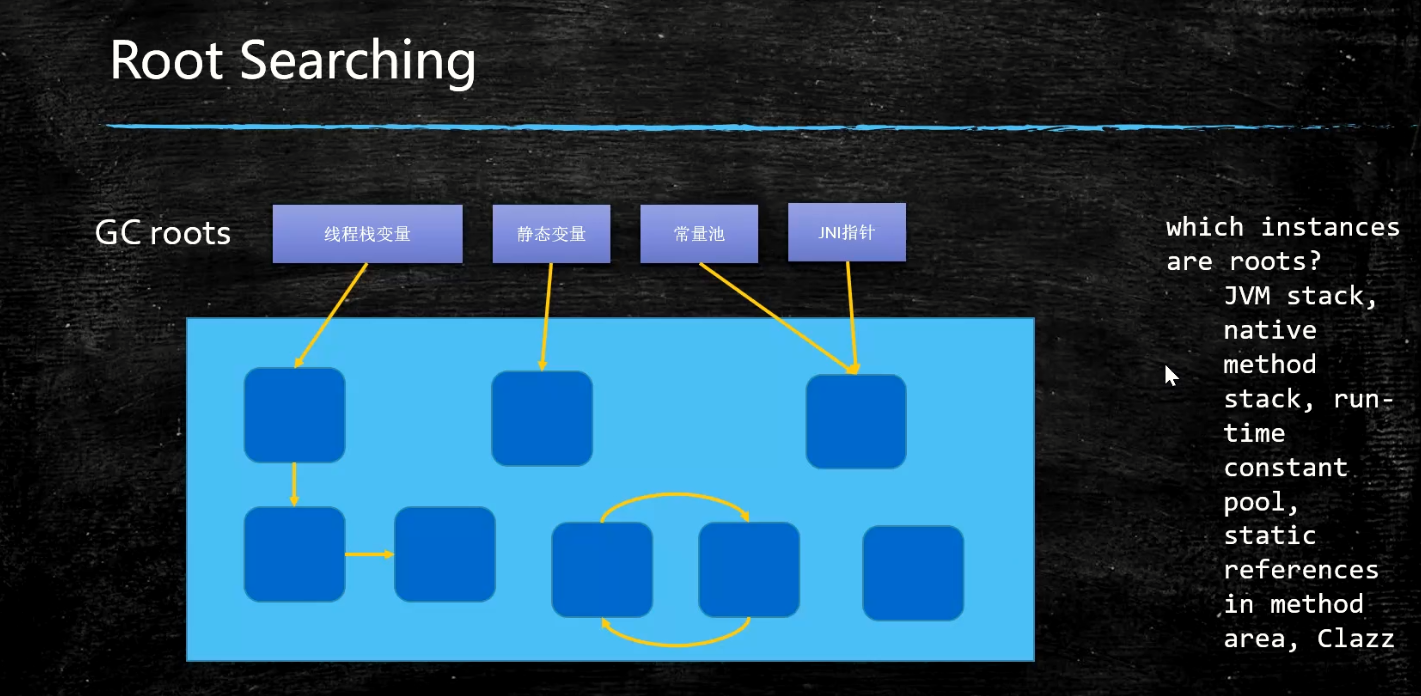 Root Searching
GC roots
线程栈变量
静态变量
常量池
JNI指针
which instances
are roots?
JVM stack,
native
method
stack, run-
time
constant
pool,
static
references
in method
area, Clazz